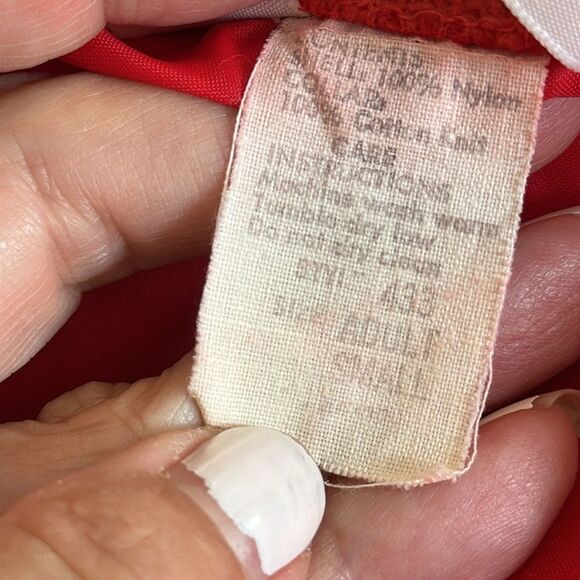 CONTENTS
SHELL: 100% Nylon
COLLAR:
100% Cotton Knit
CARE
INSTRUCTIONS
Machine wash warm
Tumble dry low
Do not dry clean
STYLE 433
SIZE ADULT
SMALL